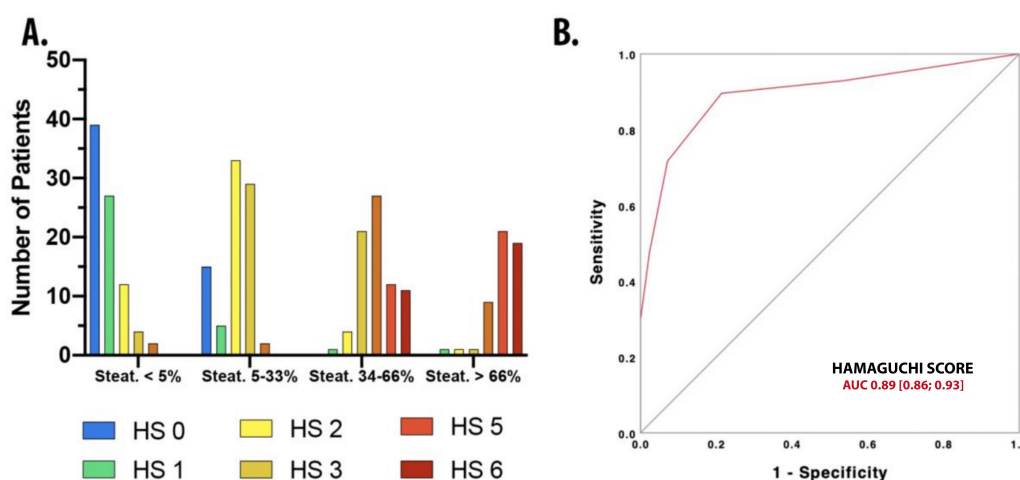 A.
Number of Patients
50
40
30
20
10
0
Steat. < 5%
Steat. 5-33%
Steat. 34-66%
Steat. > 66%
HS 0
HS 2
HS 5
HS 1
HS 3
HS 6
B.
Sensitivity
1.0
0.8
0.6
0.4
0.2
0.0
HAMAGUCHI SCORE
AUC 0.89 [0.86; 0.93]
0.0
0.2
0.4
0.6
0.8
1.
1 - Specificity